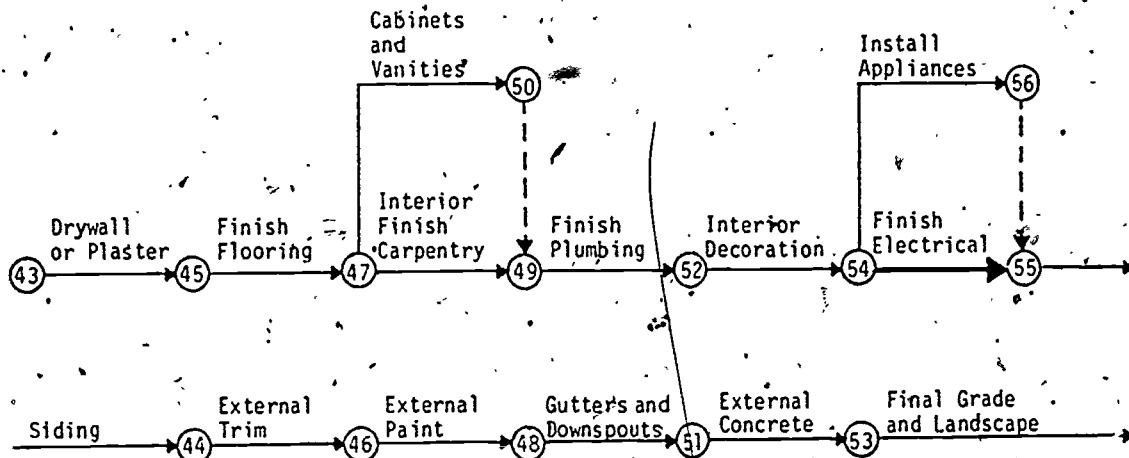 Cabinets
and
Vanities
50
Install
Appliances
56
Drywall
or Plaster
Finish
Flooring
Interior
Finish
Carpentry
Finish
Plumbing
Interior
Decoration
Finish
Electrical
43
45
47
49
52
54
55
Siding
External
Trim
External
Paint
Gutters and
Downspouts
External
Concrete
Final Grade
and Landscape
44
46
48
51
53